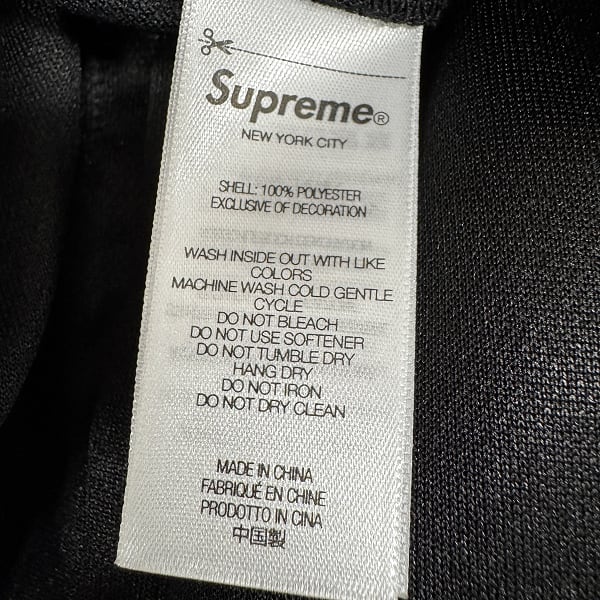 Supreme®
NEW YORK CITY
SHELL: 100% POLYESTER
EXCLUSIVE OF DECORATION
WASH INSIDE OUT WITH LIKE
COLORS
MACHINE WASH COLD GENTLE
CYCLE
DO NOT BLEACH
DO NOT USE SOFTENER
DO NOT TUMBLE DRY
HANG DRY
DO NOT IRON
DO NOT DRY CLEAN
MADE IN CHINA
FABRIQUÉ EN CHINE
PRODOTTO IN CINA
中国製